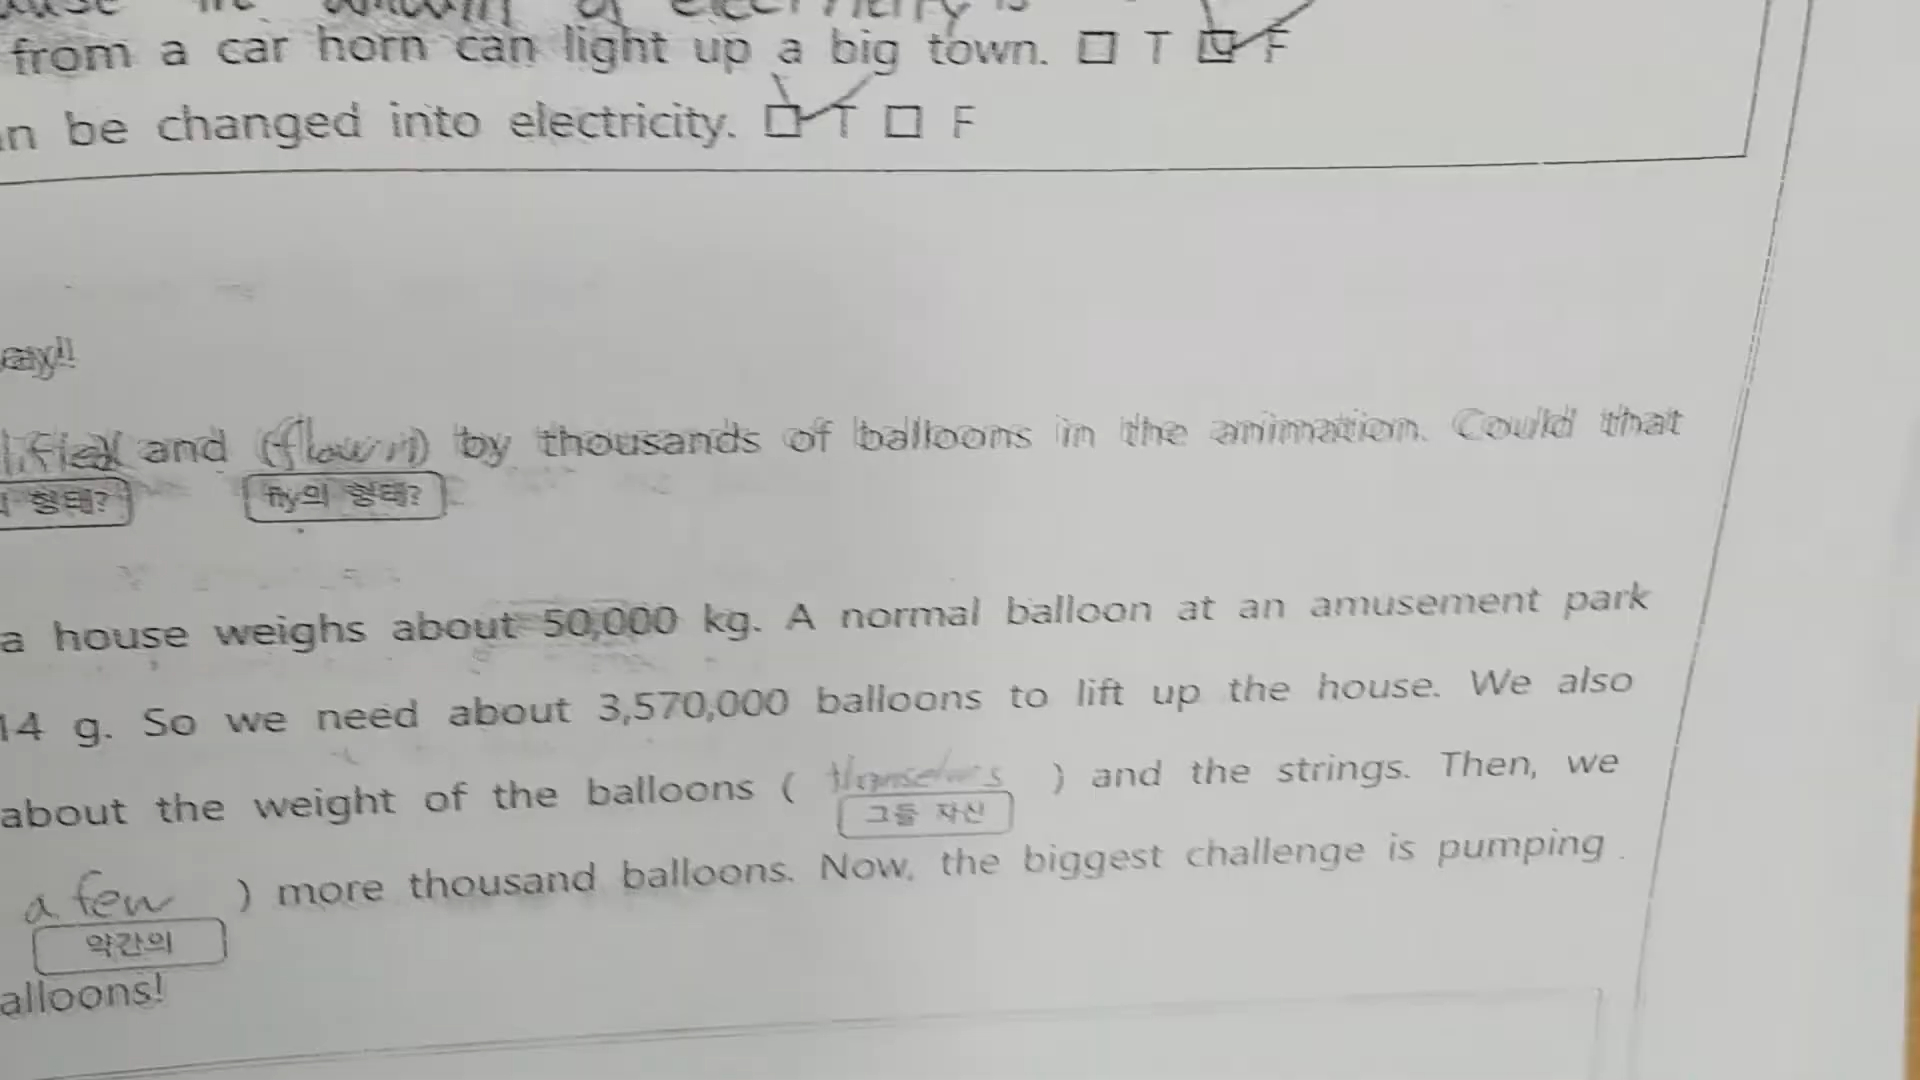 from a car horn can light up a big town. □ T □ F
n be changed into electricity. □ T □ F
lified and (flown) by thousands of balloons in the animation. Could that
형태? fly의 형태?
a house weighs about 50,000 kg. A normal balloon at an amusement park
14 g. So we need about 3,570,000 balloons to lift up the house. We also
about the weight of the balloons ( themselves ) and the strings. Then, we
그들 자신
a few ) more thousand balloons. Now, the biggest challenge is pumping
약간의
alloons!